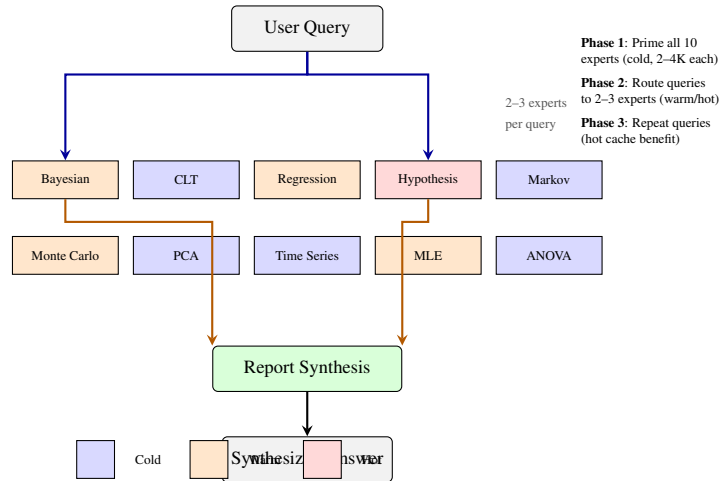 User Query
Phase 1: Prime all 10
experts (cold, 2–4K each)
Phase 2: Route queries
to 2–3 experts (warm/hot)
Phase 3: Repeat queries
(hot cache benefit)
2–3 experts
per query
Bayesian
CLT
Regression
Hypothesis
Markov
Monte Carlo
PCA
Time Series
MLE
ANOVA
Report Synthesis
Cold